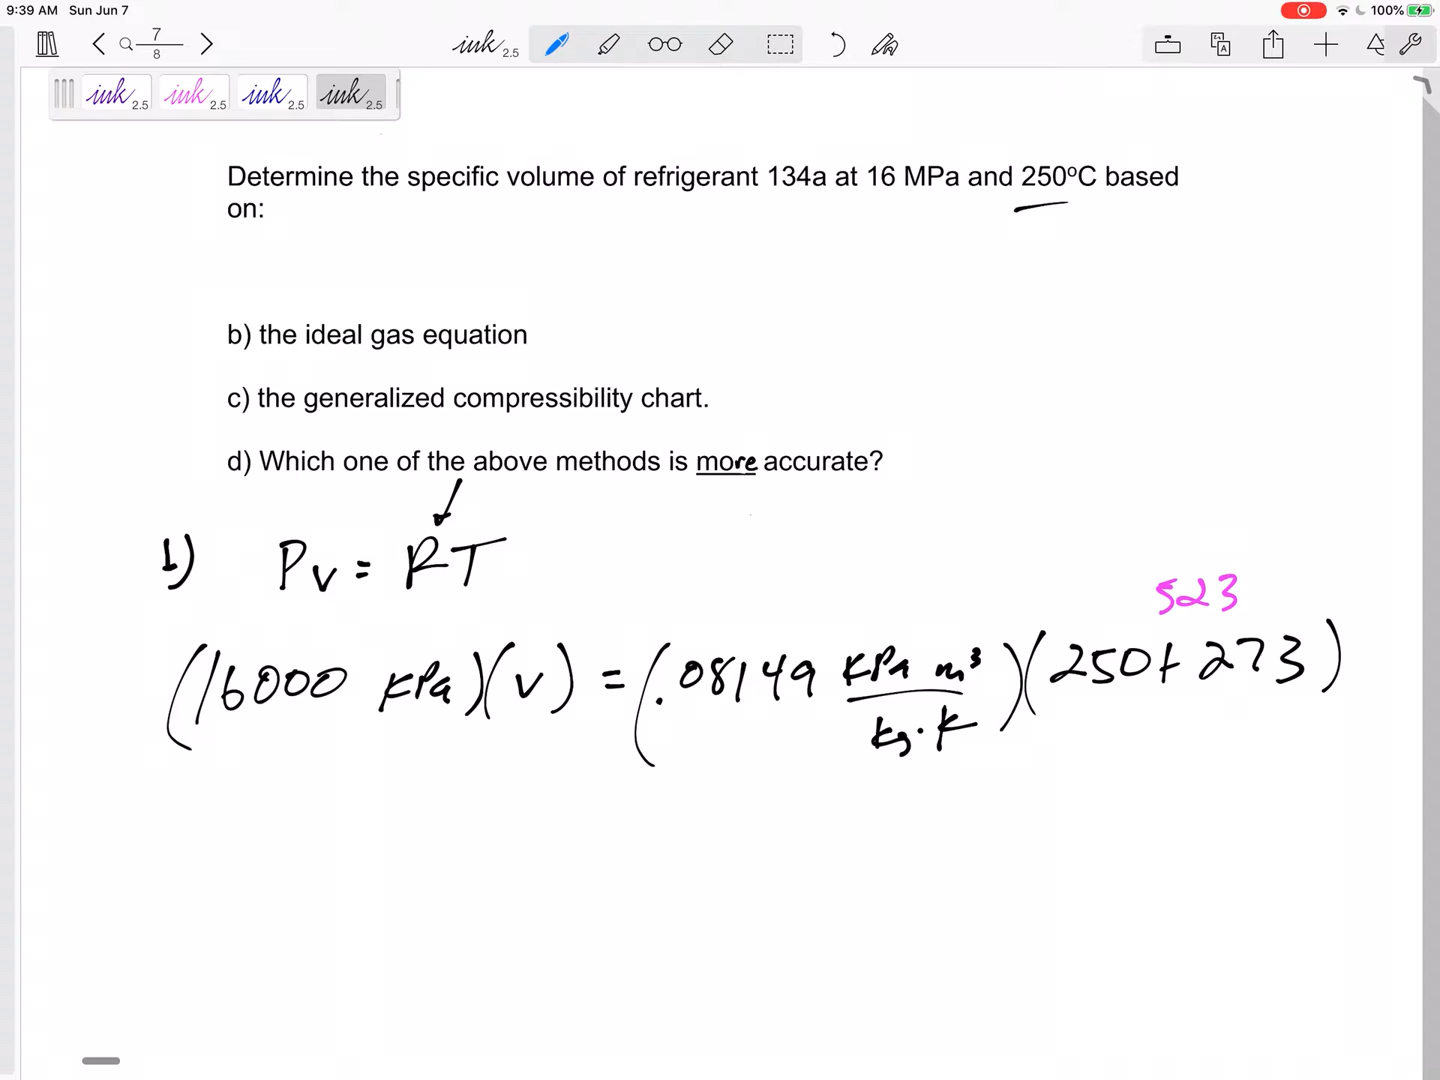 9:39 AM Sun Jun 7
100%
7
8
ink 2.5
ink 2.5 ink 2.5 ink 2.5 ink 2.5
Determine the specific volume of refrigerant 134a at 16 MPa and 250°C based
on:
b) the ideal gas equation
c) the generalized compressibility chart.
d) Which one of the above methods is more accurate?
b) Pv = RT
523
(16000 kPa)(v) = (.08149 kPa m³/kg·K)(250+273)